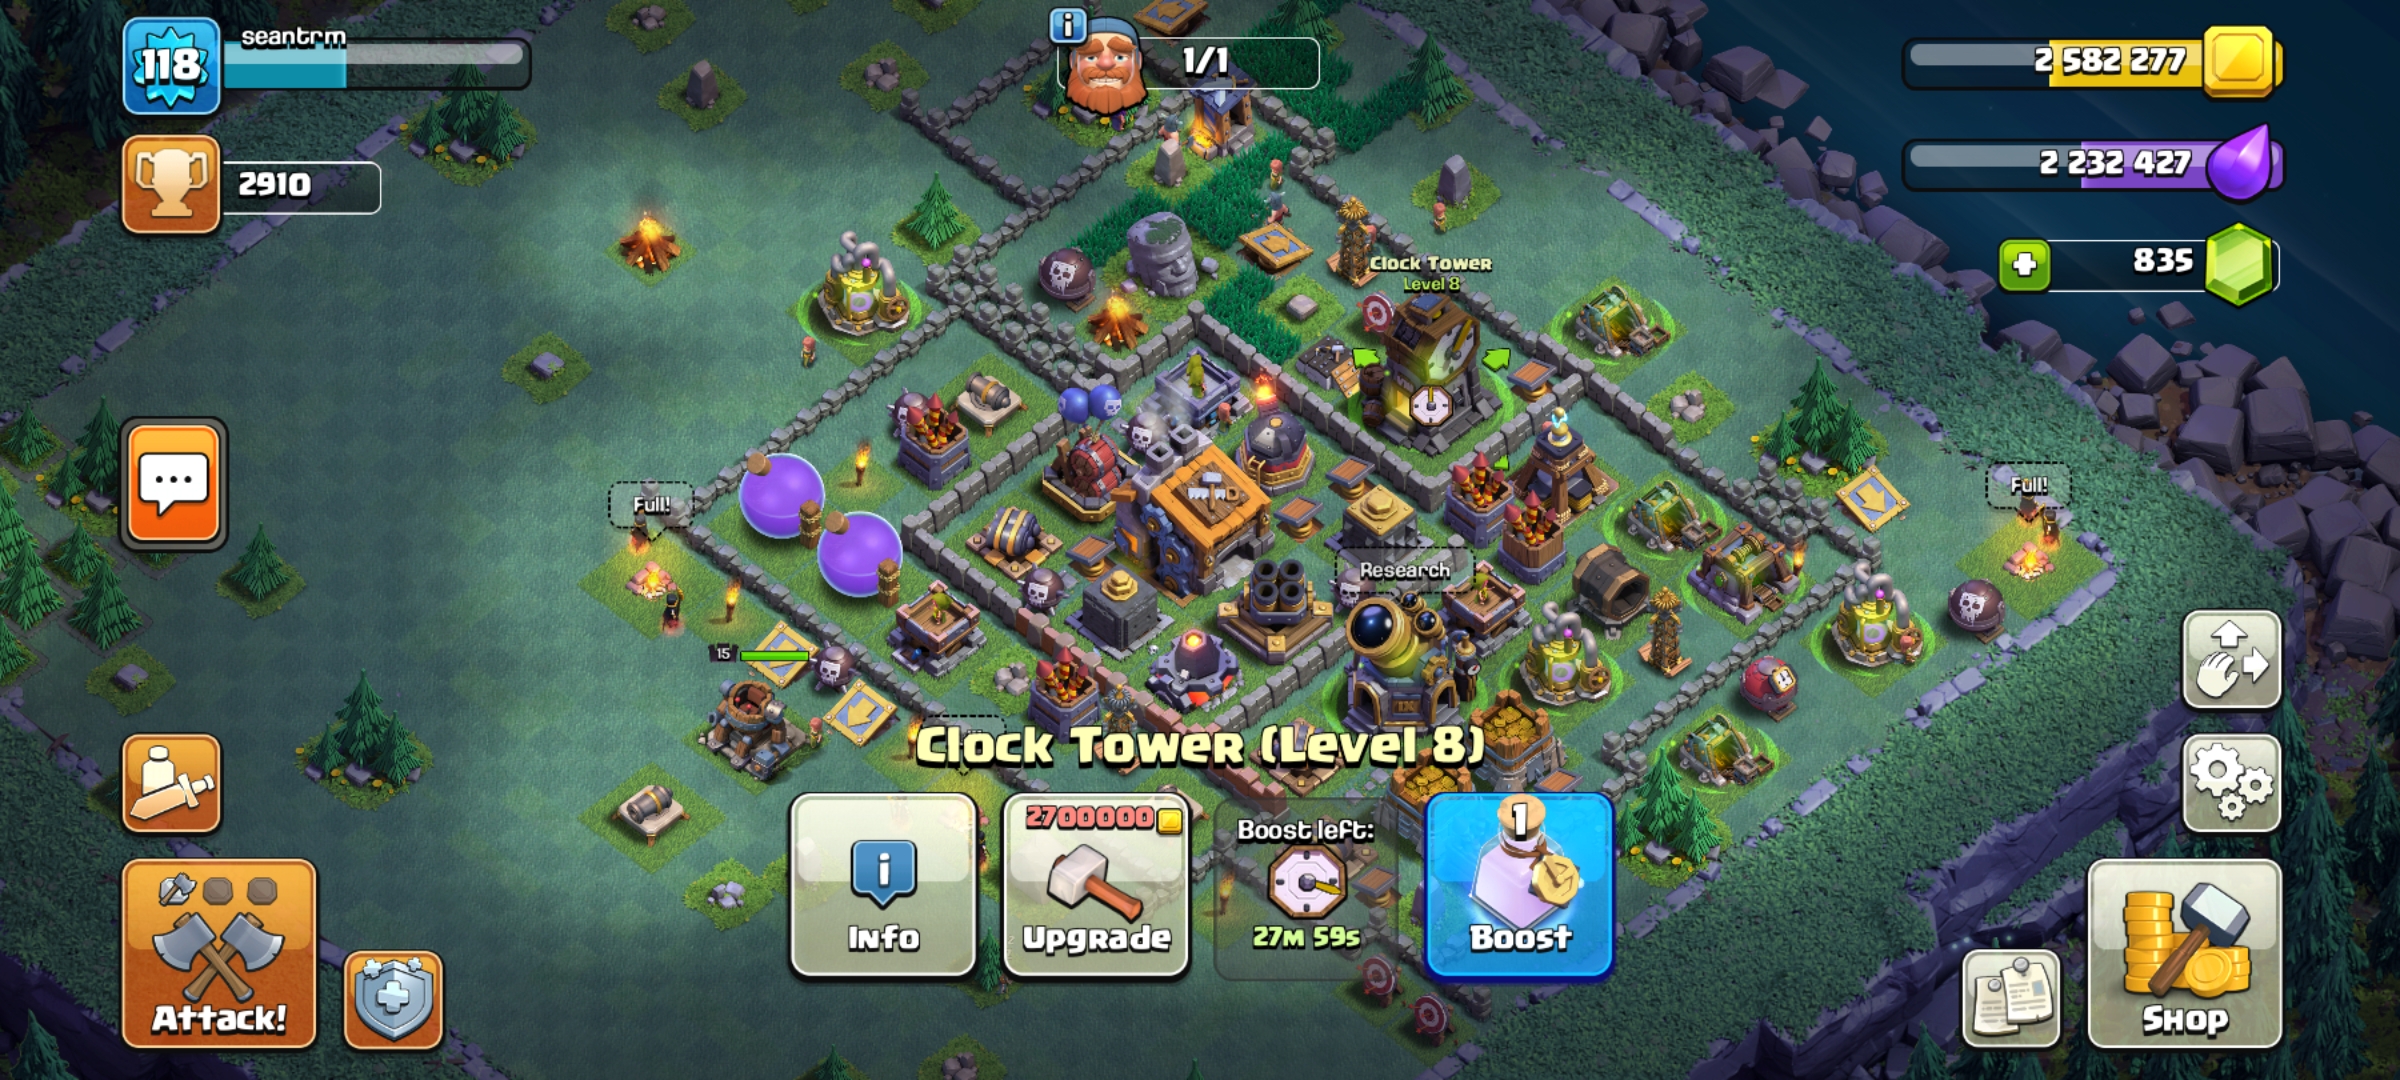 seantrm
118
i
1/1
2 582 277
2910
2 232 427
835
Clock Tower
Level 8
Full!
Full!
Research
15
Clock Tower (Level 8)
2700000
Boost left:
1
i
Info
Upgrade
27m 59s
Boost
Attack!
Shop